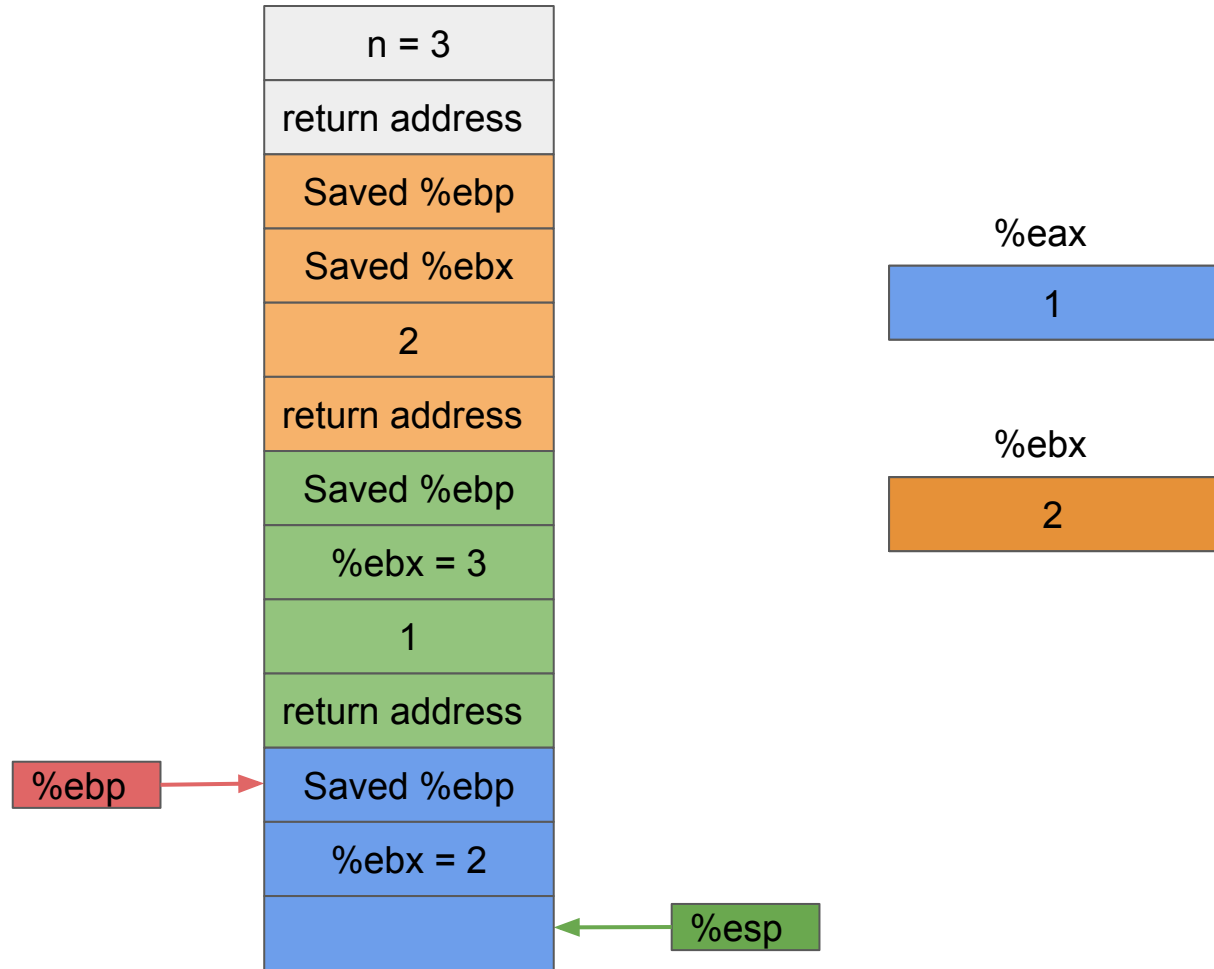 n = 3
return address
Saved %ebp
Saved %ebx
2
return address
Saved %ebp
%ebx = 3
1
return address
Saved %ebp
%ebx = 2
%ebp
%esp
%eax
1
%ebx
2